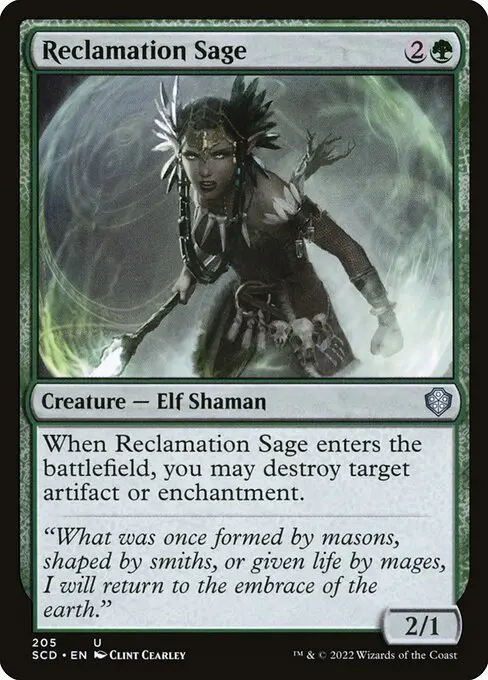 Reclamation Sage 2
Creature — Elf Shaman
When Reclamation Sage enters the
battlefield, you may destroy target
artifact or enchantment.
“What was once formed by masons,
shaped by smiths, or given life by mages,
I will return to the embrace of the
earth.”
2/1
205 U
SCD • EN Clint Cearley ™ & © 2022 Wizards of the Coast